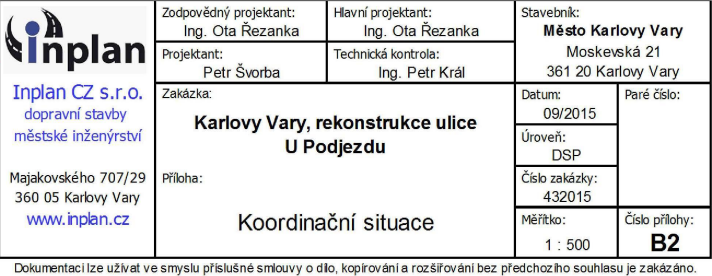 inplan
Inplan CZ s.r.o.
dopravní stavby
městské inženýrství
Majakovského 707/29
360 05 Karlovy Vary
www.inplan.cz
Zodpovědný projektant:
Ing. Ota Řezanka
Hlavní projektant:
Ing. Ota Řezanka
Projektant:
Petr Švorba
Technická kontrola:
Ing. Petr Král
Stavebník:
Město Karlovy Vary
Moskevská 21
361 20 Karlovy Vary
Zakázka:
Karlovy Vary, rekonstrukce ulice
U Podjezdu
Příloha:
Koordinační situace
Datum:
09/2015
Paré číslo:
Úroveň:
DSP
Číslo zakázky:
432015
Měřítko:
1 : 500
Číslo přílohy:
B2
Dokumentaci lze užívat ve smyslu příslušné smlouvy o dílo, kopírování a rozšiřování bez předchozího souhlasu je zakázáno.